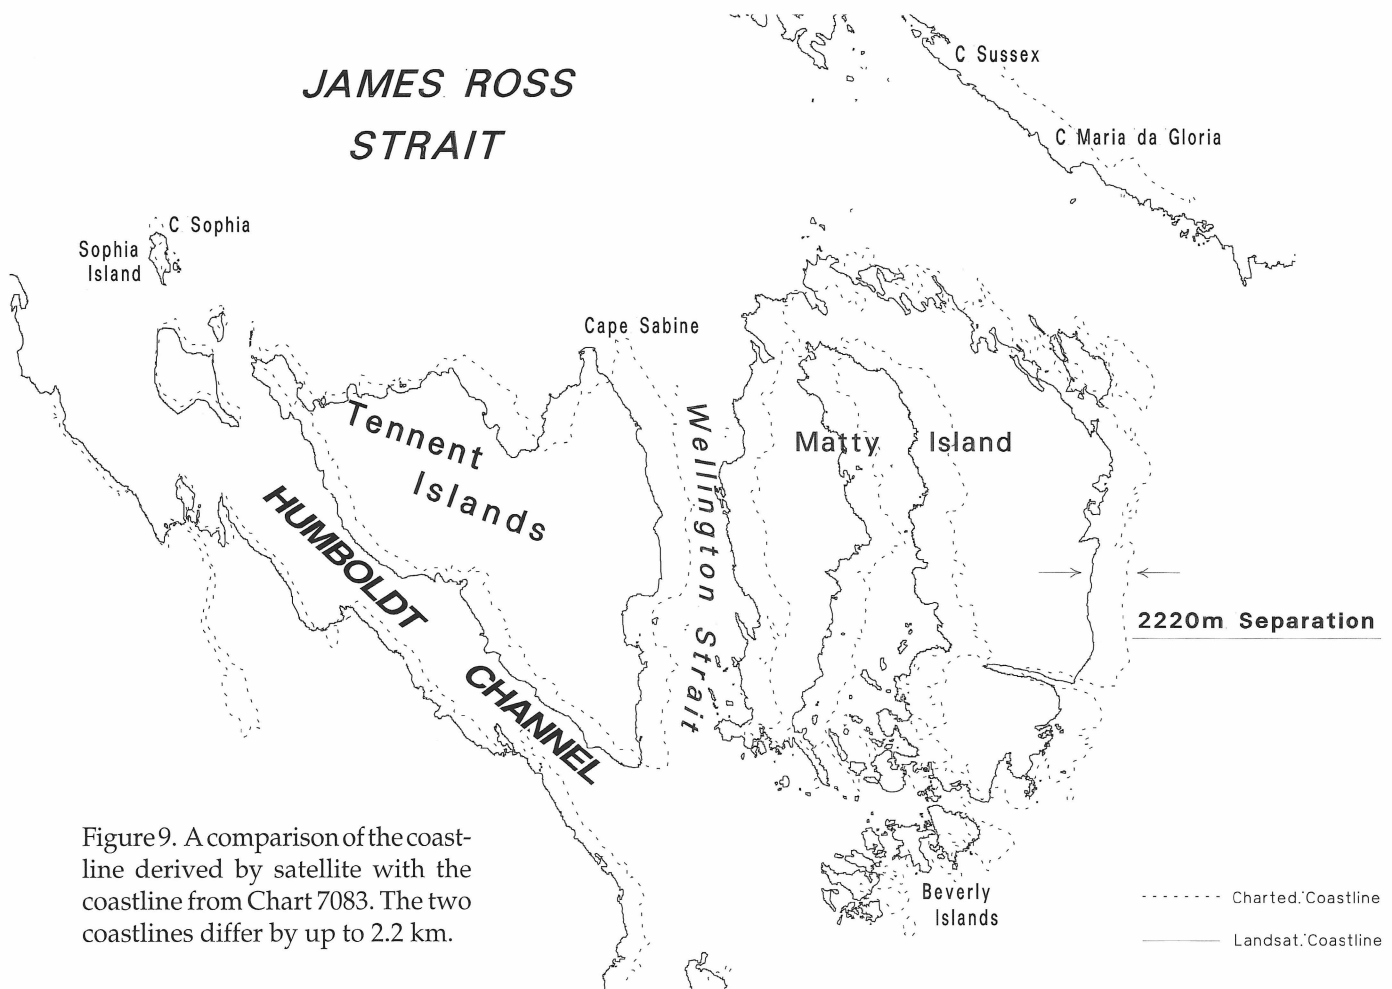 JAMES ROSS
STRAIT
C Sussex
C Maria da Gloria
C Sophia
Sophia
Island
Cape Sabine
Tennent
Islands
Wellington Strait
Matty Island
HUMBOLDT
CHANNEL
2220m Separation
Figure 9. A comparison of the coast-
line derived by satellite with the
coastline from Chart 7083. The two
coastlines differ by up to 2.2 km.
Beverly
Islands
Charted. Coastline
Landsat. Coastline